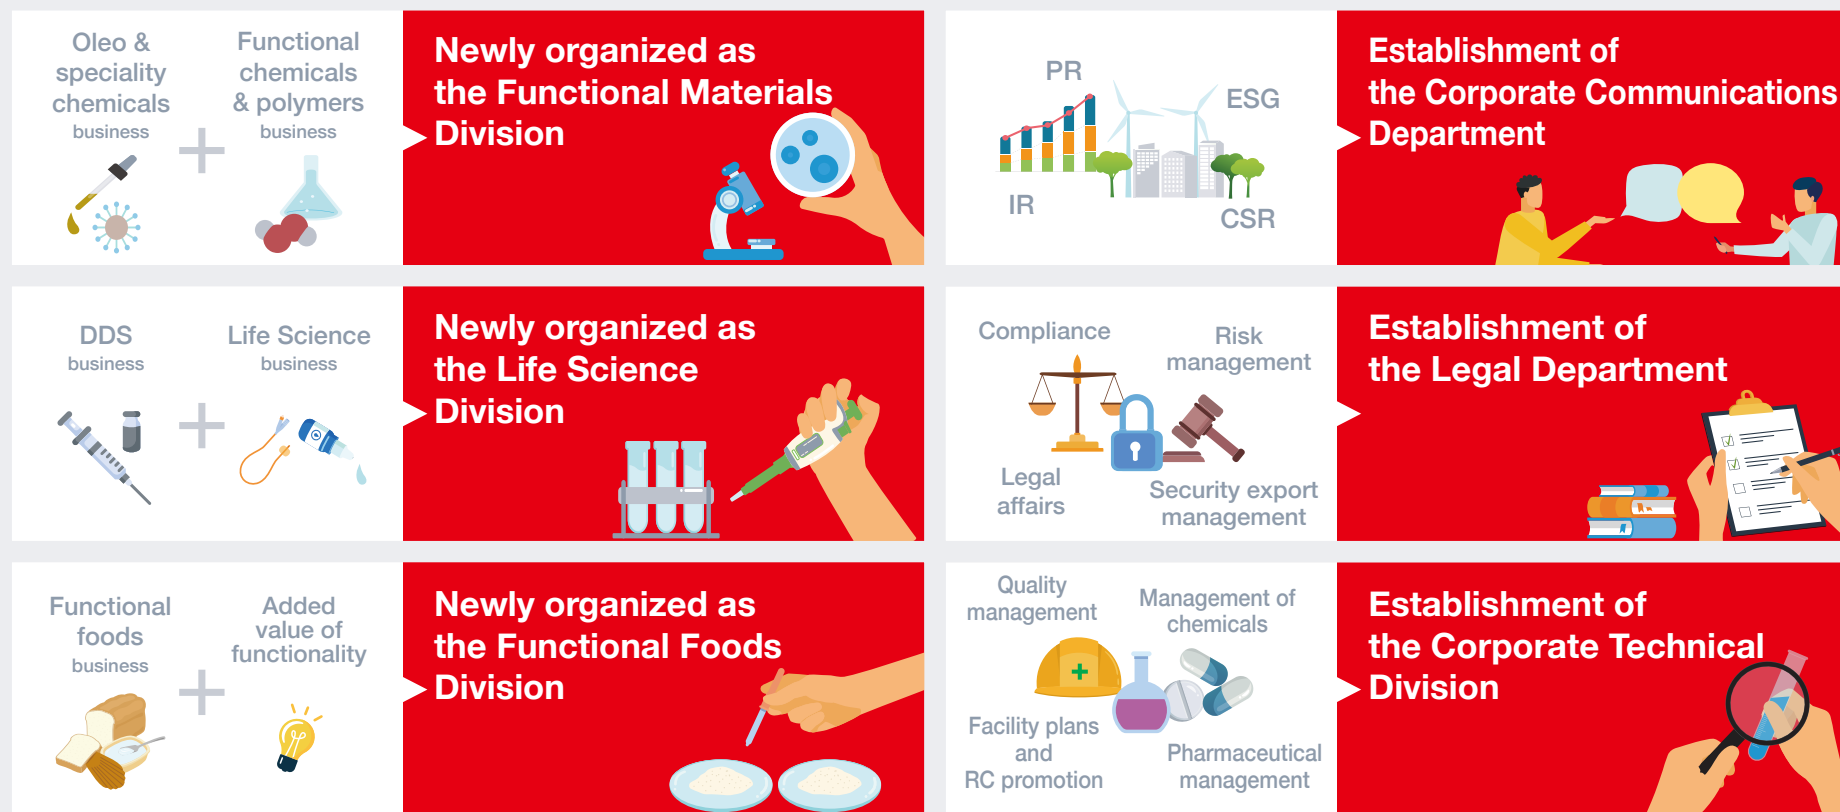 Oleo &
speciality
chemicals
business
Functional
chemicals
& polymers
business
Newly organized as
the Functional Materials
Division
PR
ESG
IR
CSR
Establishment of
the Corporate Communications
Department
DDS
business
Life Science
business
Newly organized as
the Life Science
Division
Compliance
Risk
management
Legal
affairs
Security export
management
Establishment of
the Legal Department
Functional
foods
business
Added
value of
functionality
Newly organized as
the Functional Foods
Division
Quality
management
Management of
chemicals
Facility plans
and
RC promotion
Pharmaceutical
management
Establishment of
the Corporate Technical
Division